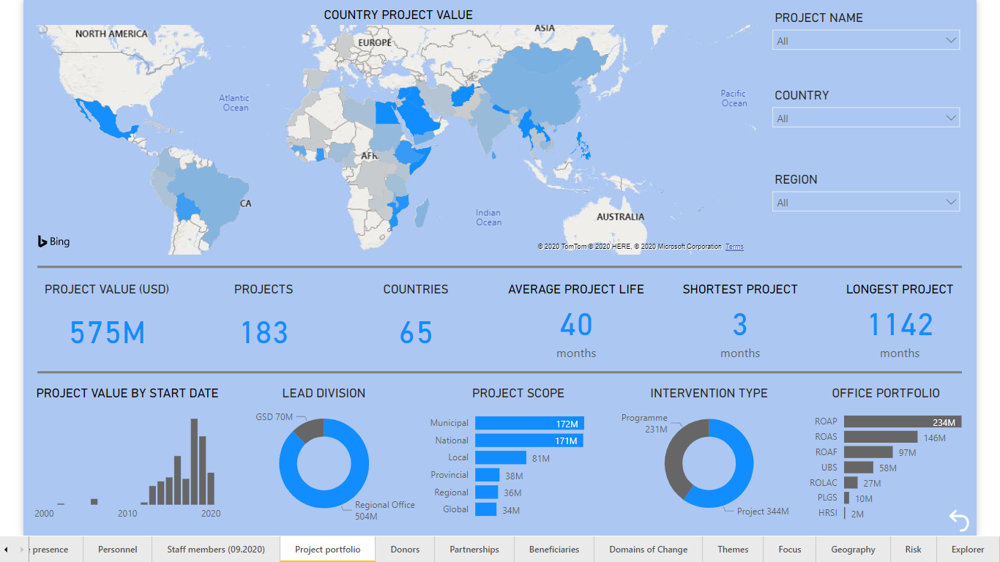 COUNTRY PROJECT VALUE
NORTH AMERICA
EUROPE
ASIA
Atlantic
Ocean
Pacific
Ocean
AFR
CA
Indian
Ocean
AUSTRALIA
Bing
© 2020 TomTom © 2020 HERE, © 2020 Microsoft Corporation Terms
PROJECT NAME
All
COUNTRY
All
REGION
All
PROJECT VALUE (USD)
575M
PROJECTS
183
COUNTRIES
65
AVERAGE PROJECT LIFE
40
months
SHORTEST PROJECT
3
months
LONGEST PROJECT
1142
months
PROJECT VALUE BY START DATE
2000 2010 2020
LEAD DIVISION
GSD 70M
Regional Office
504M
PROJECT SCOPE
Municipal 172M
National 171M
Local 81M
Provincial 38M
Regional 36M
Global 34M
INTERVENTION TYPE
Programme
231M
Project 344M
OFFICE PORTFOLIO
ROAP 234M
ROAS 146M
ROAF 97M
UBS 58M
ROLAC 27M
PLGS 10M
HRSI 2M
e presence Personnel Staff members (09.2020) Project portfolio Donors Partnerships Beneficiaries Domains of Change Themes Focus Geography Risk Explorer